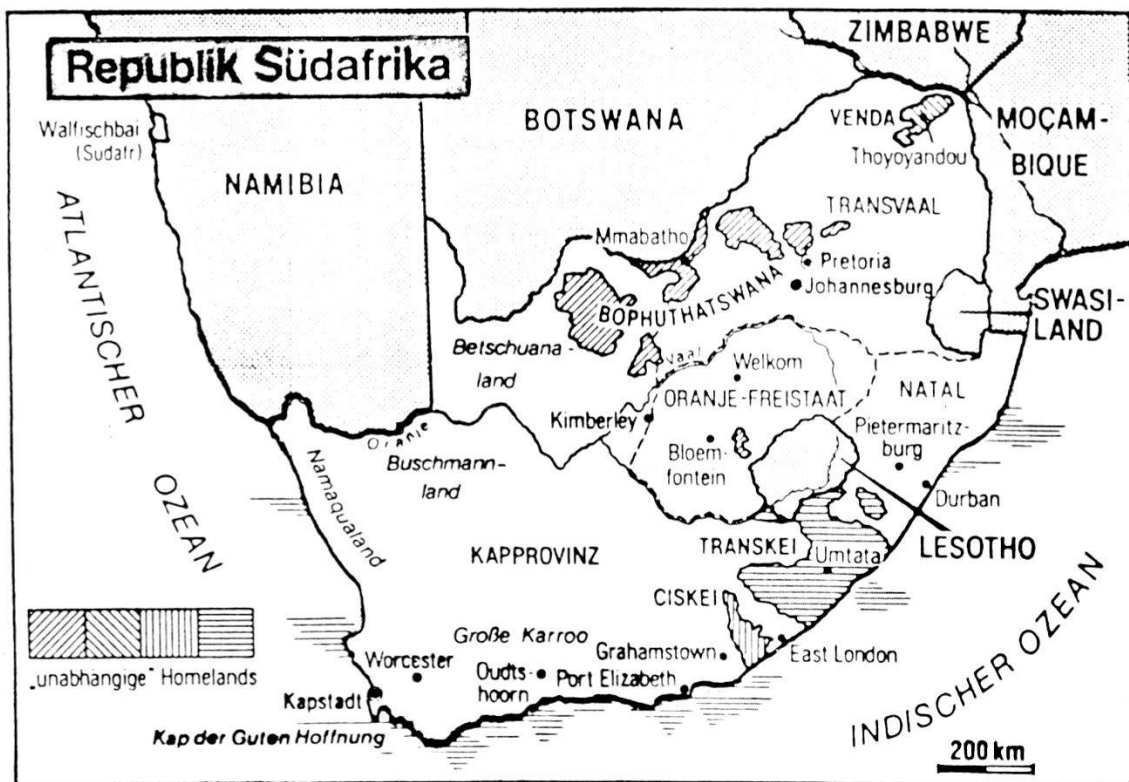 Republik Südafrika
ZIMBABWE
BOTSWANA
VENDA
MOÇAM-
BIQUE
Walfischbai
(Sudafr)
Thoyoyandou
NAMIBIA
TRANSVAAL
ATLANTISCHER
OZEAN
Mmabatho
Pretoria
Johannesburg
BOPHUTHATSWANA
SWASI-
LAND
Betschuana-
land
Vaal
Welkom
NATAL
ORANJE-FREISTAAT
Kimberley
Pietermaritz-
burg
Oranje
Buschmann-
land
Bloem-
fontein
Durban
Namaqualand
LESOTHO
TRANSKEI
KAPPROVINZ
Umtata
CISKEI
„unabhängige" Homelands
Große Karroo
Grahamstown
East London
Worcester
Oudts-
hoorn
Port Elizabeth
Kapstadt
Kap der Guten Hoffnung
INDISCHER OZEAN
200 km